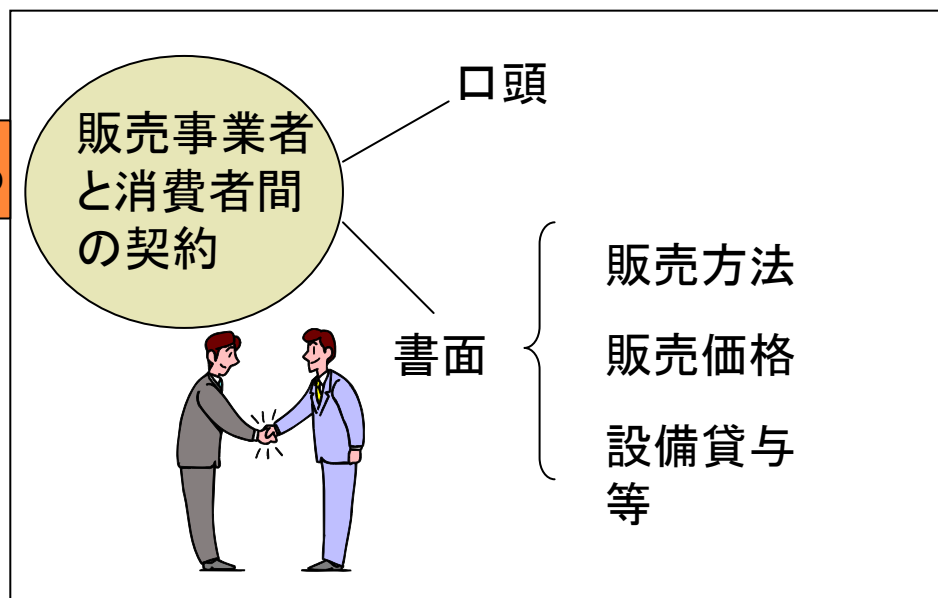 口頭
販売事業者
と消費者間
の契約
販売方法
書面
販売価格
設備貸与
等